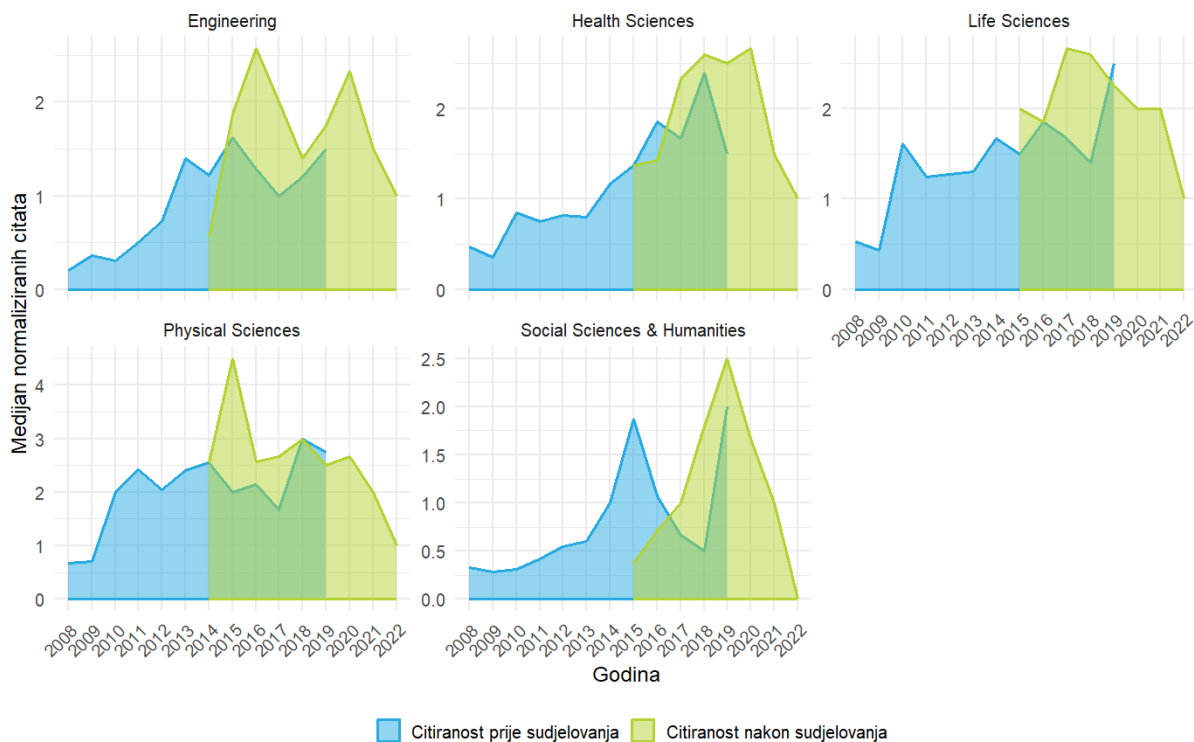 Engineering
Health Sciences
Life Sciences
Medijan normaliziranih citata
2
1
0
2
1
0
2
1
0
2008 2009 2010 2011 2012 2013 2014 2015 2016 2017 2018 2019 2020 2021 2022
Physical Sciences
Social Sciences & Humanities
4
3
2
1
0
2.5
2.0
1.5
1.0
0.5
0.0
2008 2009 2010 2011 2012 2013 2014 2015 2016 2017 2018 2019 2020 2021 2022
2008 2009 2010 2011 2012 2013 2014 2015 2016 2017 2018 2019 2020 2021 2022
Godina
Citiranost prije sudjelovanja
Citiranost nakon sudjelovanja